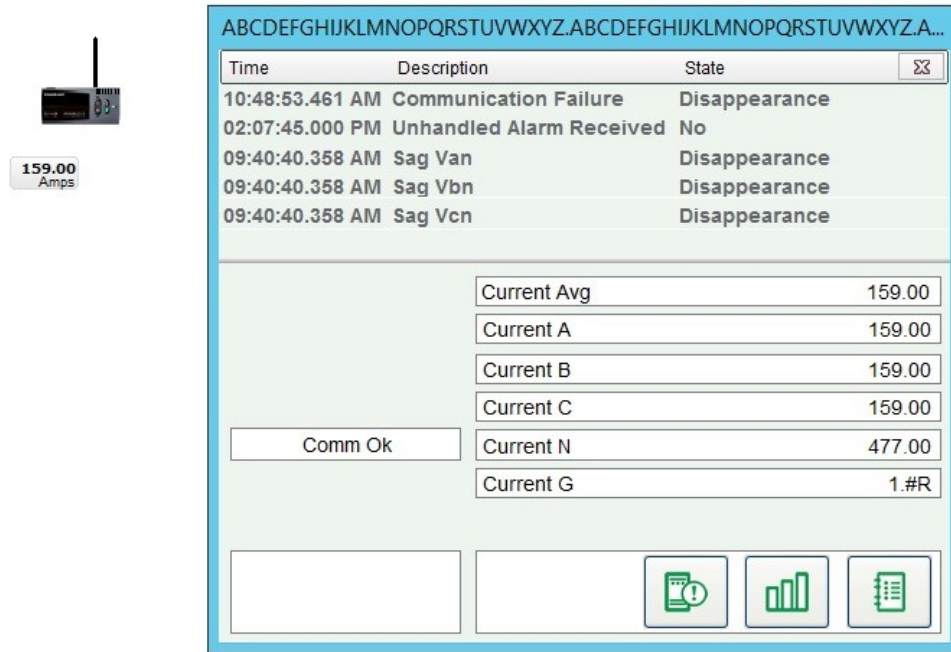 159.00
Amps
ABCDEFGHIJKLMNOPQRSTUVWXYZ.ABCDEFGHIJKLMNOPQRSTUVWXYZ.A...
Time Description State
10:48:53.461 AM Communication Failure Disappearance
02:07:45.000 PM Unhandled Alarm Received No
09:40:40.358 AM Sag Van Disappearance
09:40:40.358 AM Sag Vbn Disappearance
09:40:40.358 AM Sag Vcn Disappearance
Current Avg 159.00
Current A 159.00
Current B 159.00
Current C 159.00
Comm Ok Current N 477.00
Current G 1.#R